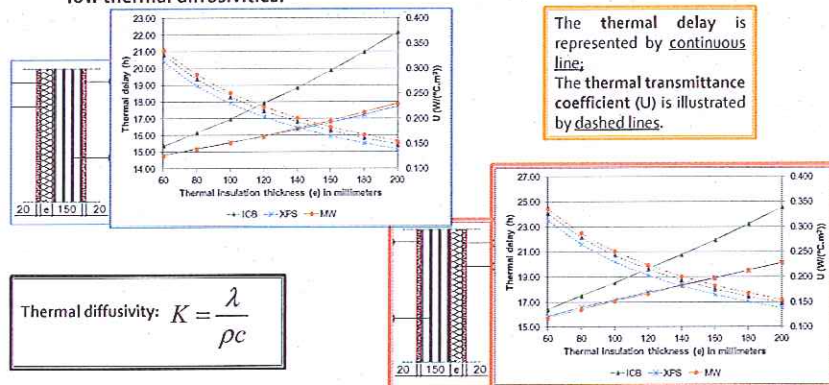 low thermal diffusivities.
23.00
22.00
21.00
20.00
19.00
18.00
17.00
16.00
15.00
14.00
Thermal delay (h)
0.400
0.350
0.300
0.250
0.200
0.150
0.100
U (W/(ºC.m²))
60 80 100 120 140 160 180 200
Thermal insulation thickness (e) in millimeters
ICB XPS MW
20 e 150 20
The thermal delay is
represented by continuous
line;
The thermal transmittance
coefficient (U) is illustrated
by dashed lines.
27.00
25.00
23.00
21.00
19.00
17.00
15.00
Thermal delay (h)
0.400
0.350
0.300
0.250
0.200
0.150
0.100
U (W/(ºC.m²))
60 80 100 120 140 160 180 200
Thermal insulation thickness (e) in millimeters
ICB XPS MW
20 150 e 20
Thermal diffusivity: K = λ / ρc